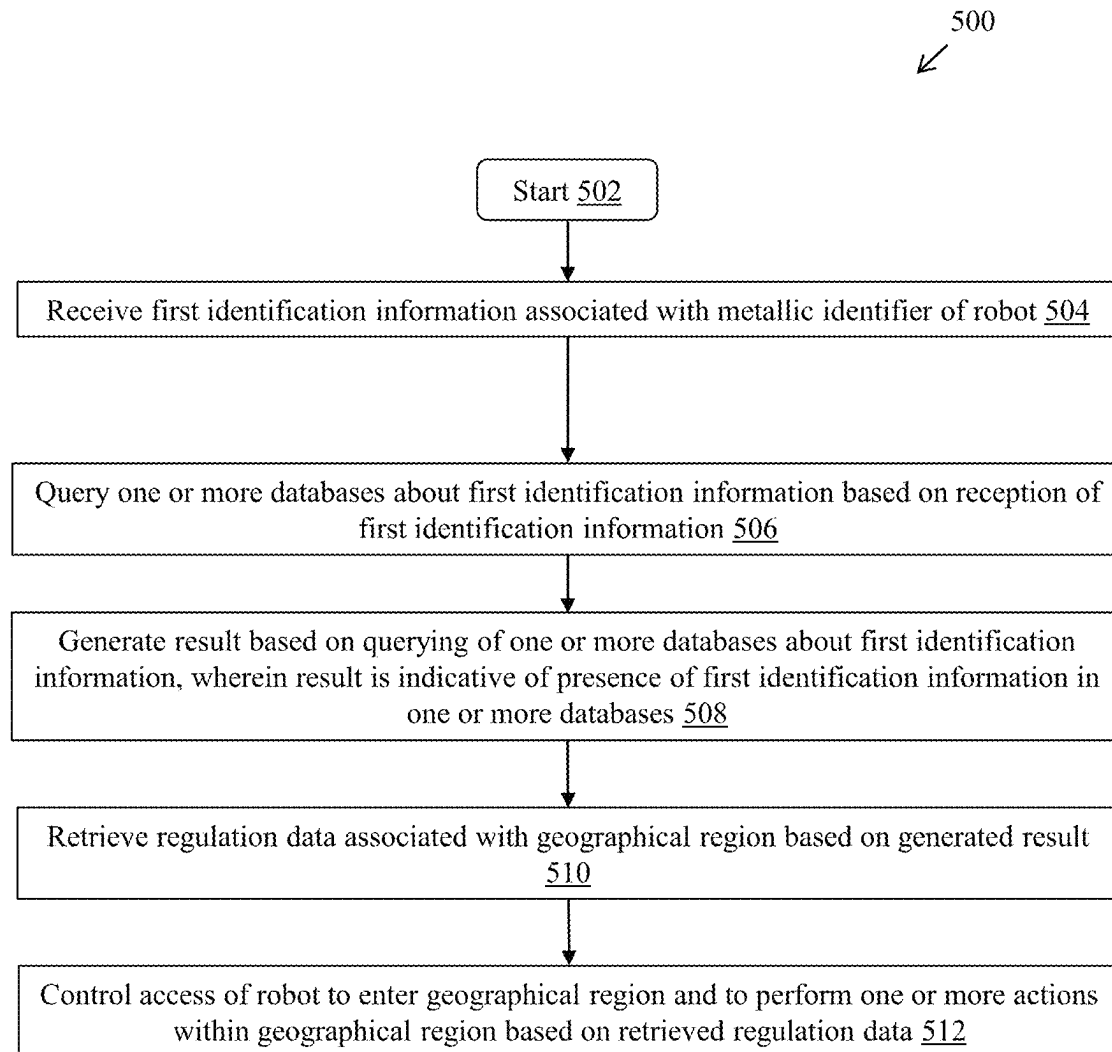 500
Start 502
Receive first identification information associated with metallic identifier of robot 504
Query one or more databases about first identification information based on reception of
first identification information 506
Generate result based on querying of one or more databases about first identification
information, wherein result is indicative of presence of first identification information in
one or more databases 508
Retrieve regulation data associated with geographical region based on generated result
510
Control access of robot to enter geographical region and to perform one or more actions
within geographical region based on retrieved regulation data 512